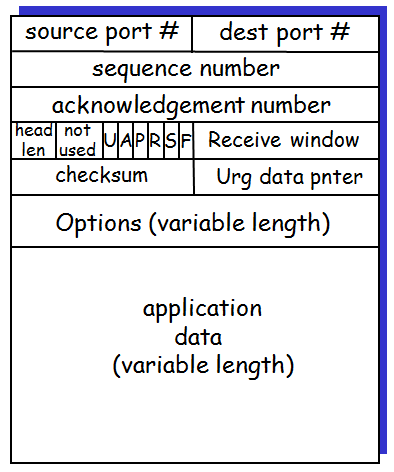 source port # dest port #
sequence number
acknowledgement number
head len not used U A P R S F Receive window
checksum Urg data pnter
Options (variable length)
application
data
(variable length)